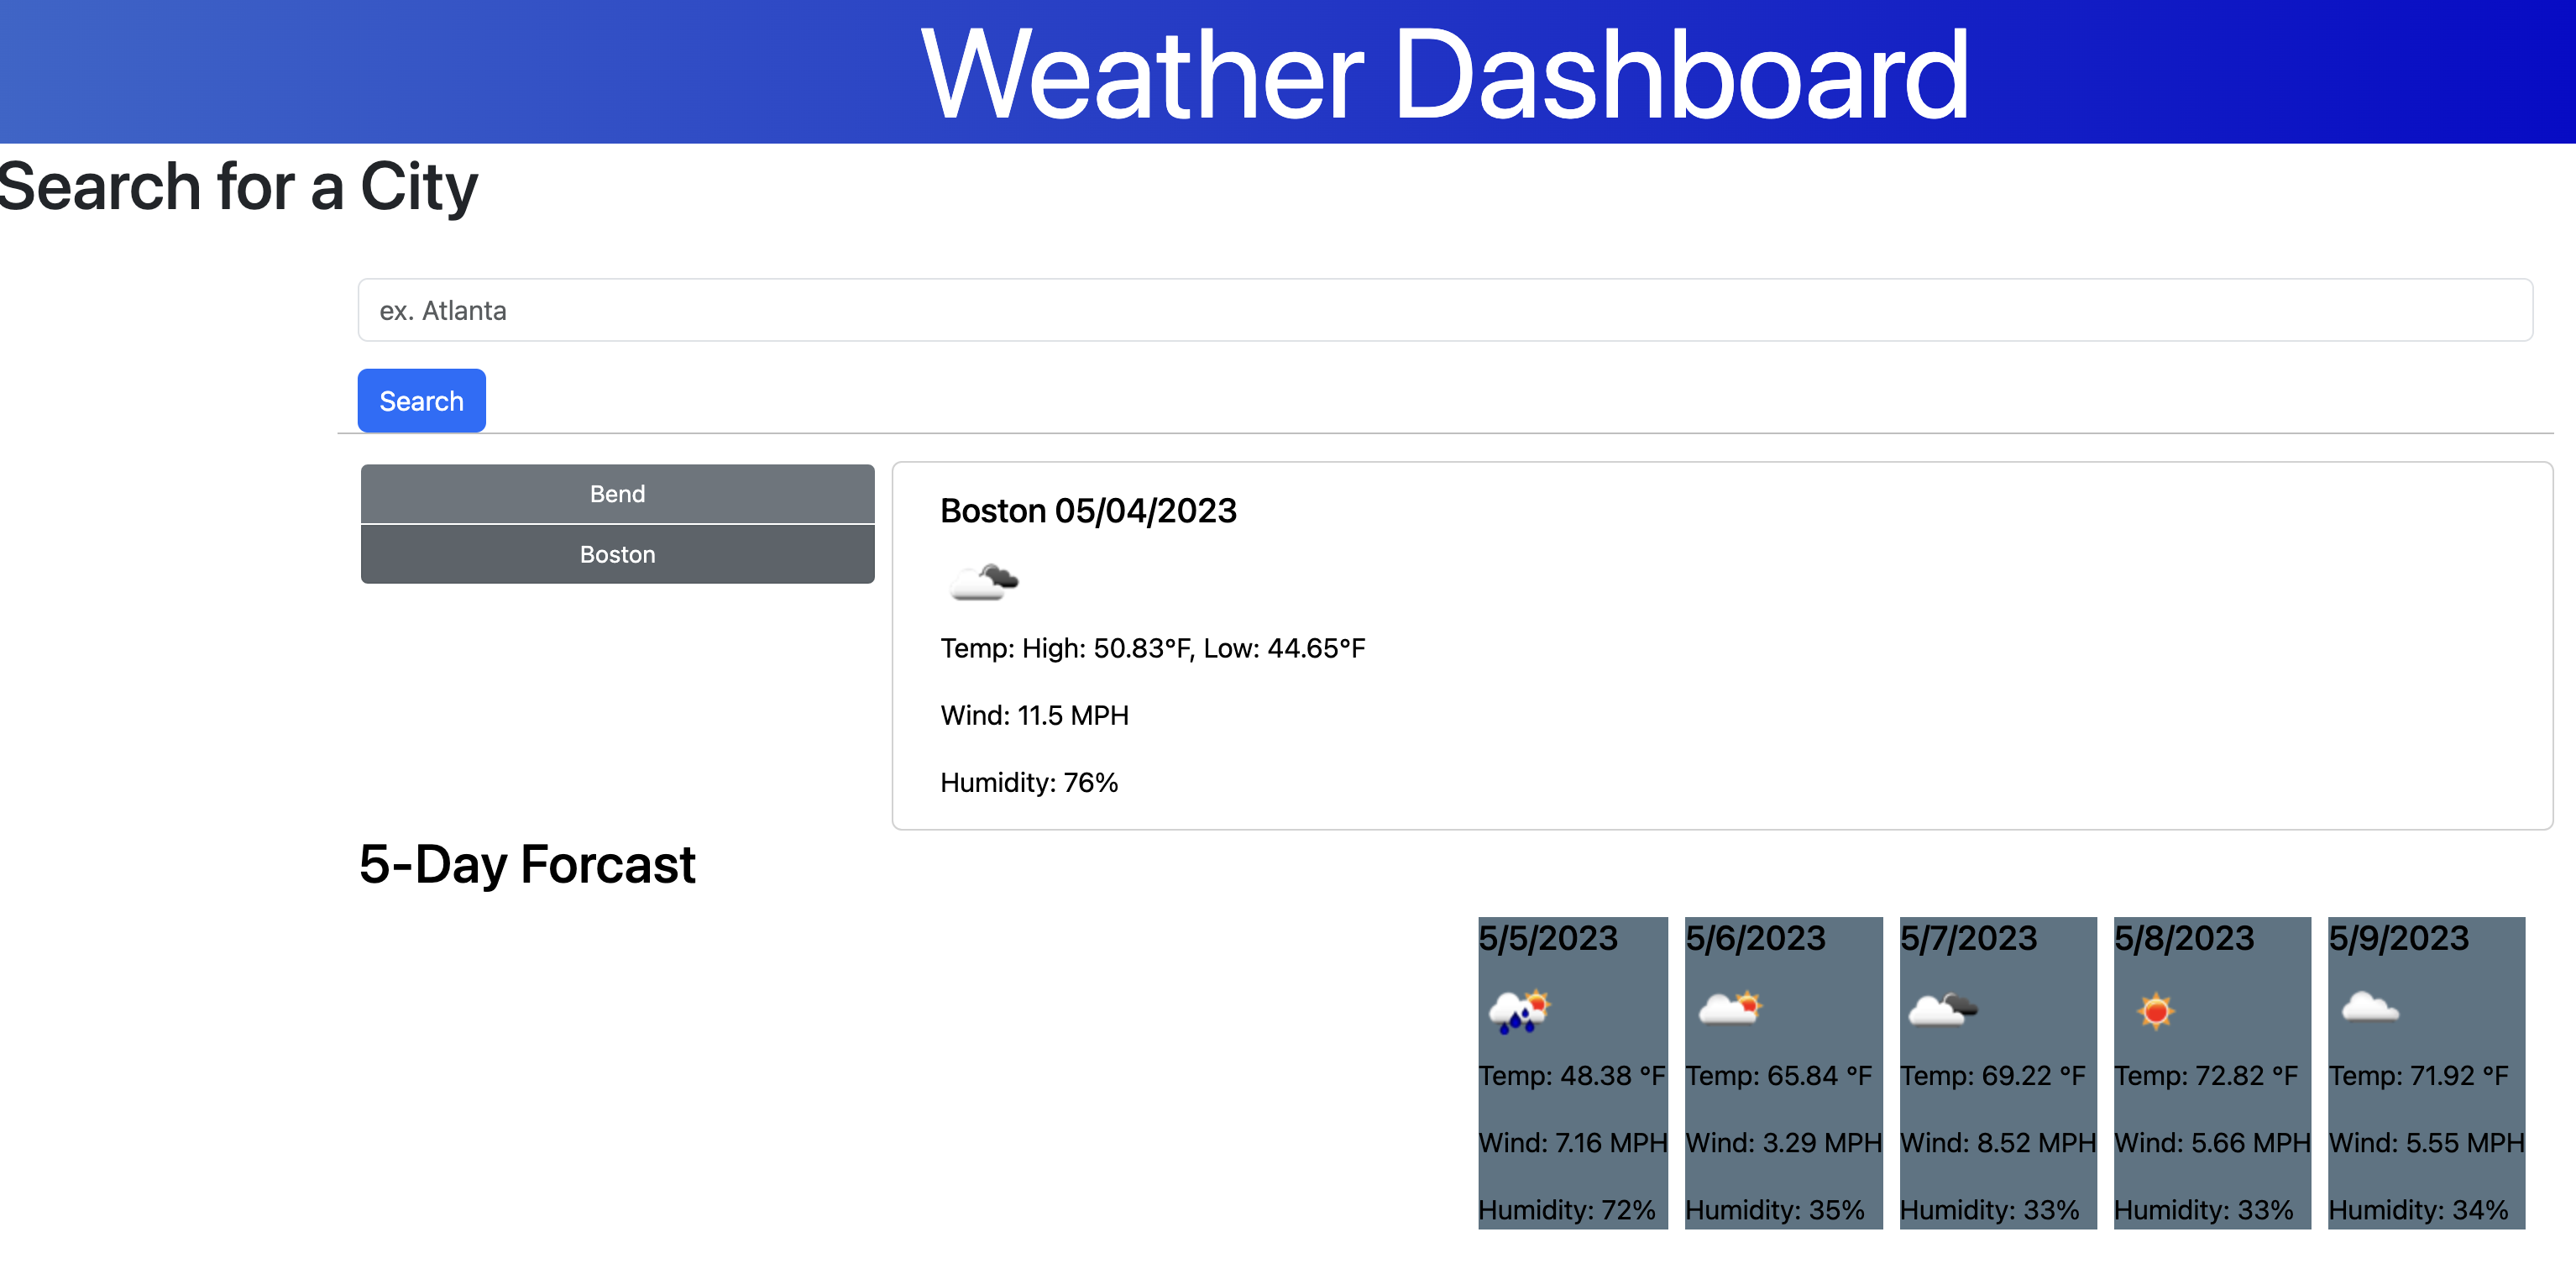 Weather Dashboard
Search for a City
ex. Atlanta
Search
Bend
Boston
Boston 05/04/2023
Temp: High: 50.83°F, Low: 44.65°F
Wind: 11.5 MPH
Humidity: 76%
5-Day Forcast
5/5/2023
Temp: 48.38 °F
Wind: 7.16 MPH
Humidity: 72%
5/6/2023
Temp: 65.84 °F
Wind: 3.29 MPH
Humidity: 35%
5/7/2023
Temp: 69.22 °F
Wind: 8.52 MPH
Humidity: 33%
5/8/2023
Temp: 72.82 °F
Wind: 5.66 MPH
Humidity: 33%
5/9/2023
Temp: 71.92 °F
Wind: 5.55 MPH
Humidity: 34%